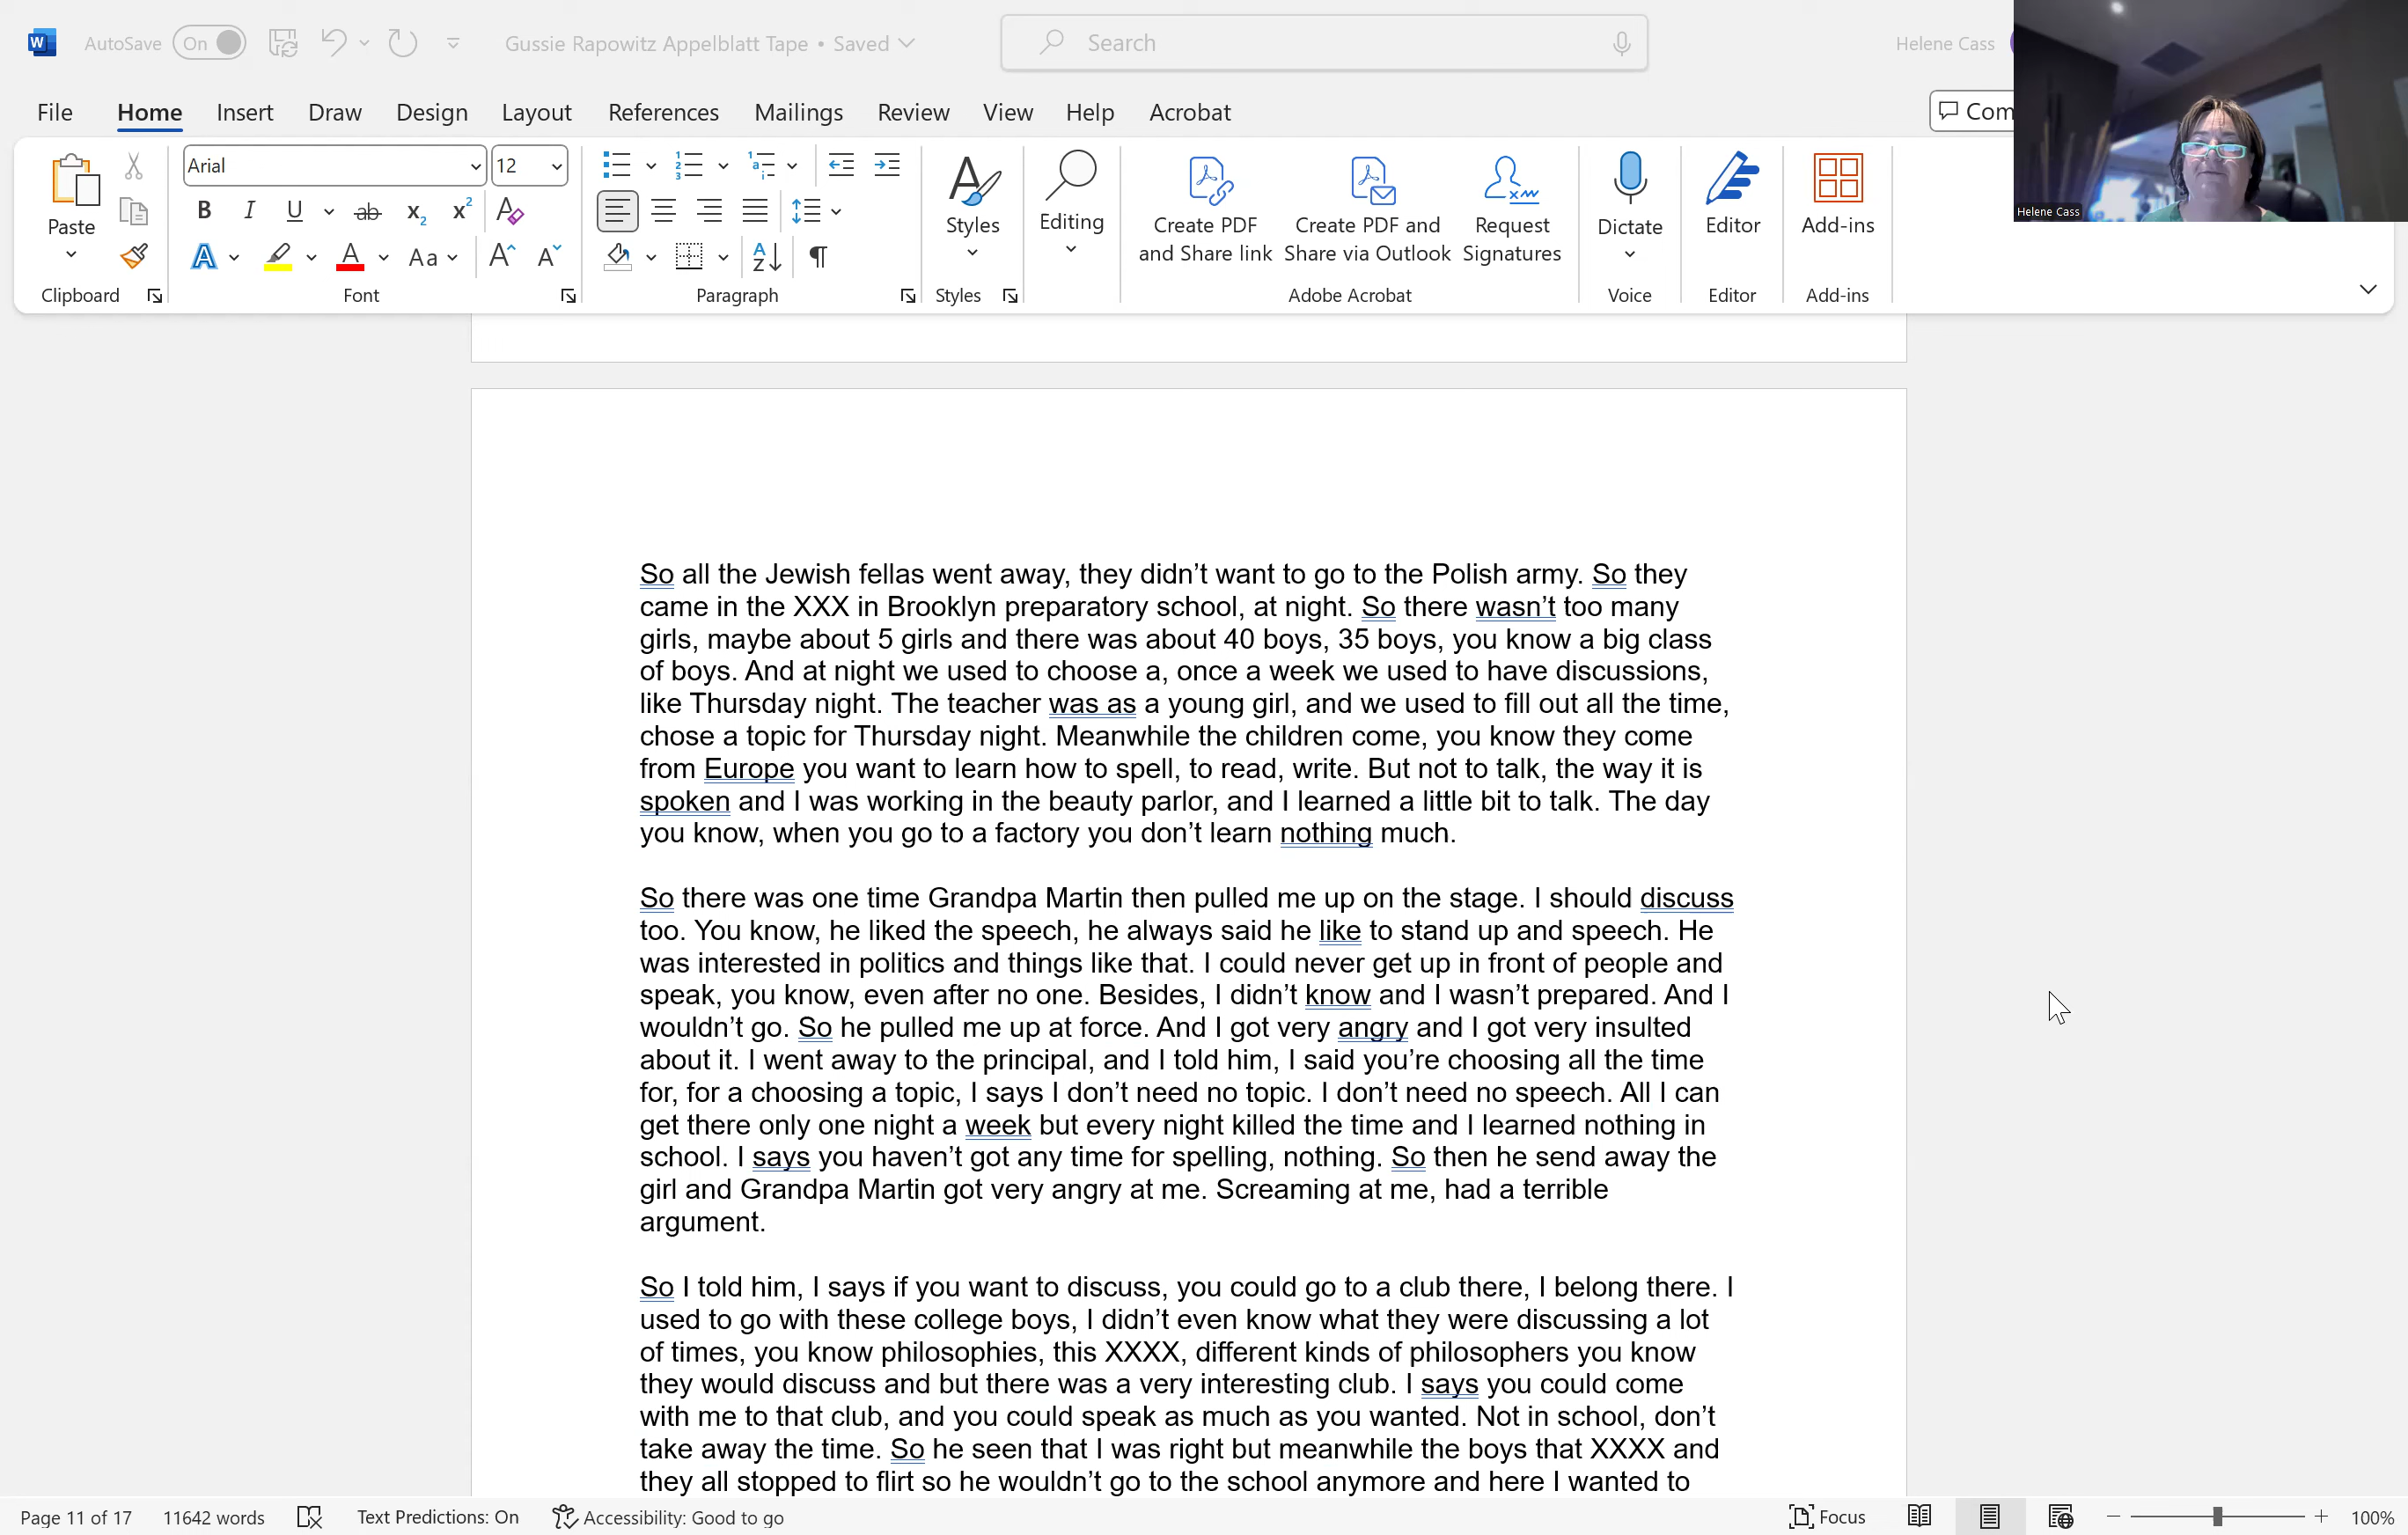 W AutoSave On Gussie Rapowitz Appelblatt Tape • Saved Search Helene Cass
File Home Insert Draw Design Layout References Mailings Review View Help Acrobat Com
Helene Cass
Paste
Clipboard
Arial 12
B I U ab x2 x2 A
A A Aa A A
Font
Paragraph
Styles
Styles
Editing
Create PDF and Share link
Create PDF and Share via Outlook
Request Signatures
Adobe Acrobat
Dictate
Voice
Editor
Editor
Add-ins
Add-ins
So all the Jewish fellas went away, they didn’t want to go to the Polish army. So they
came in the XXX in Brooklyn preparatory school, at night. So there wasn’t too many
girls, maybe about 5 girls and there was about 40 boys, 35 boys, you know a big class
of boys. And at night we used to choose a, once a week we used to have discussions,
like Thursday night. The teacher was as a young girl, and we used to fill out all the time,
chose a topic for Thursday night. Meanwhile the children come, you know they come
from Europe you want to learn how to spell, to read, write. But not to talk, the way it is
spoken and I was working in the beauty parlor, and I learned a little bit to talk. The day
you know, when you go to a factory you don’t learn nothing much.
So there was one time Grandpa Martin then pulled me up on the stage. I should discuss
too. You know, he liked the speech, he always said he like to stand up and speech. He
was interested in politics and things like that. I could never get up in front of people and
speak, you know, even after no one. Besides, I didn’t know and I wasn’t prepared. And I
wouldn’t go. So he pulled me up at force. And I got very angry and I got very insulted
about it. I went away to the principal, and I told him, I said you’re choosing all the time
for, for a choosing a topic, I says I don’t need no topic. I don’t need no speech. All I can
get there only one night a week but every night killed the time and I learned nothing in
school. I says you haven’t got any time for spelling, nothing. So then he send away the
girl and Grandpa Martin got very angry at me. Screaming at me, had a terrible
argument.
So I told him, I says if you want to discuss, you could go to a club there, I belong there. I
used to go with these college boys, I didn’t even know what they were discussing a lot
of times, you know philosophies, this XXXX, different kinds of philosophers you know
they would discuss and but there was a very interesting club. I says you could come
with me to that club, and you could speak as much as you wanted. Not in school, don’t
take away the time. So he seen that I was right but meanwhile the boys that XXXX and
they all stopped to flirt so he wouldn’t go to the school anymore and here I wanted to
Page 11 of 17 11642 words Text Predictions: On Accessibility: Good to go Focus 100%